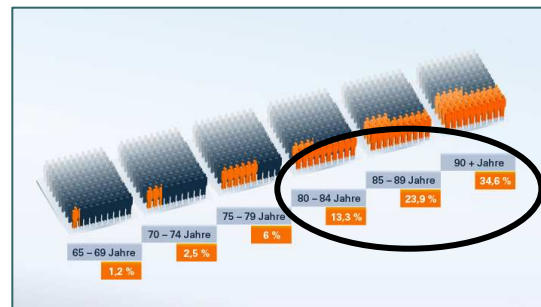 65 – 69 Jahre
1,2 %
70 – 74 Jahre
2,5 %
75 – 79 Jahre
6 %
80 – 84 Jahre
13,3 %
85 – 89 Jahre
23,9 %
90 + Jahre
34,6 %